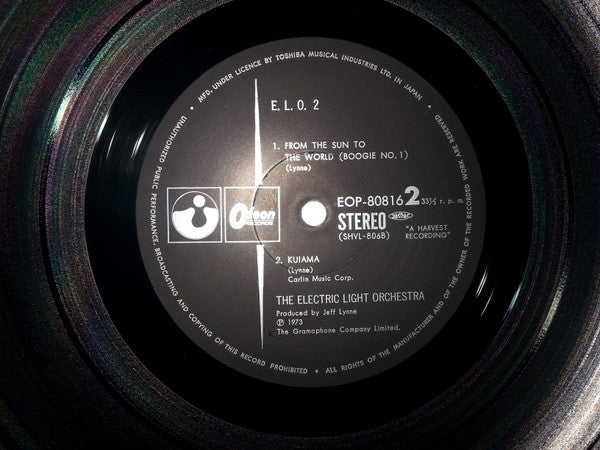 MFD. UNDER LICENCE BY TOSHIBA MUSICAL INDUSTRIES LTD. IN JAPAN
E. L. O. 2
1. FROM THE SUN TO
THE WORLD (BOOGIE NO. 1)
(Lynne)
Odeon
RECORDS
EOP-80816 2 33⅓ r. p. m.
STEREO
(SHVL-806B)
"A HARVEST
RECORDING"
2. KUIAMA
(Lynne)
Carlin Music Corp.
THE ELECTRIC LIGHT ORCHESTRA
Produced by Jeff Lynne
℗ 1973
The Gramophone Company Limited,
UNAUTHORIZED PUBLIC PERFORMANCE, BROADCASTING AND COPYING OF THIS RECORD PROHIBITED • ALL RIGHTS OF THE MANUFACTURER AND OF THE OWNER OF THE RECORDED WORK ARE RESERVED